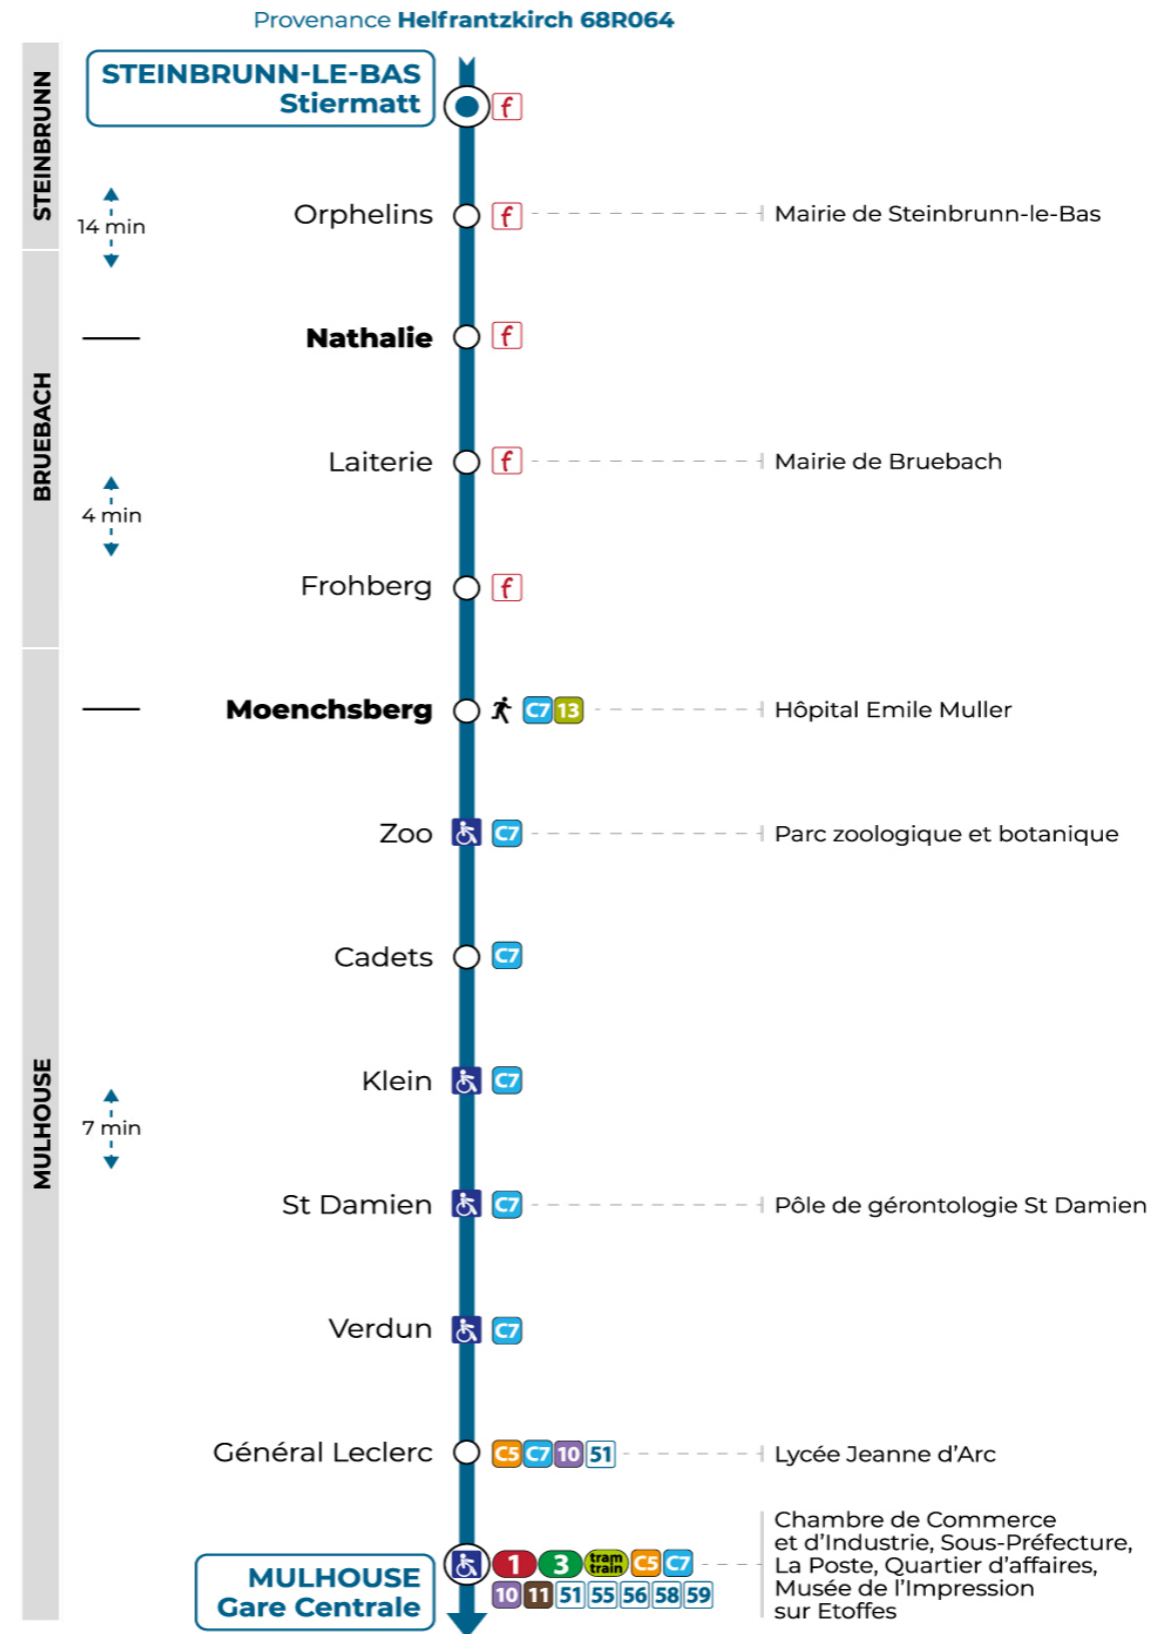 Provenance Helfrantzkirch 68R064
STEINBRUNN
STEINBRUNN-LE-BAS
Stiermatt
f
14 min
Orphelins
f
Mairie de Steinbrunn-le-Bas
BRUEBACH
Nathalie
f
Laiterie
f
Mairie de Bruebach
4 min
Frohberg
f
MULHOUSE
Moenchsberg
C7 13
Hôpital Emile Muller
Zoo
C7
Parc zoologique et botanique
Cadets
C7
Klein
C7
7 min
St Damien
C7
Pôle de gérontologie St Damien
Verdun
C7
Général Leclerc
C5 C7 10 51
Lycée Jeanne d’Arc
MULHOUSE
Gare Centrale
1 3 tram train C5 C7
10 11 51 55 56 58 59
Chambre de Commerce
et d’Industrie, Sous-Préfecture,
La Poste, Quartier d’affaires,
Musée de l’Impression
sur Etoffes